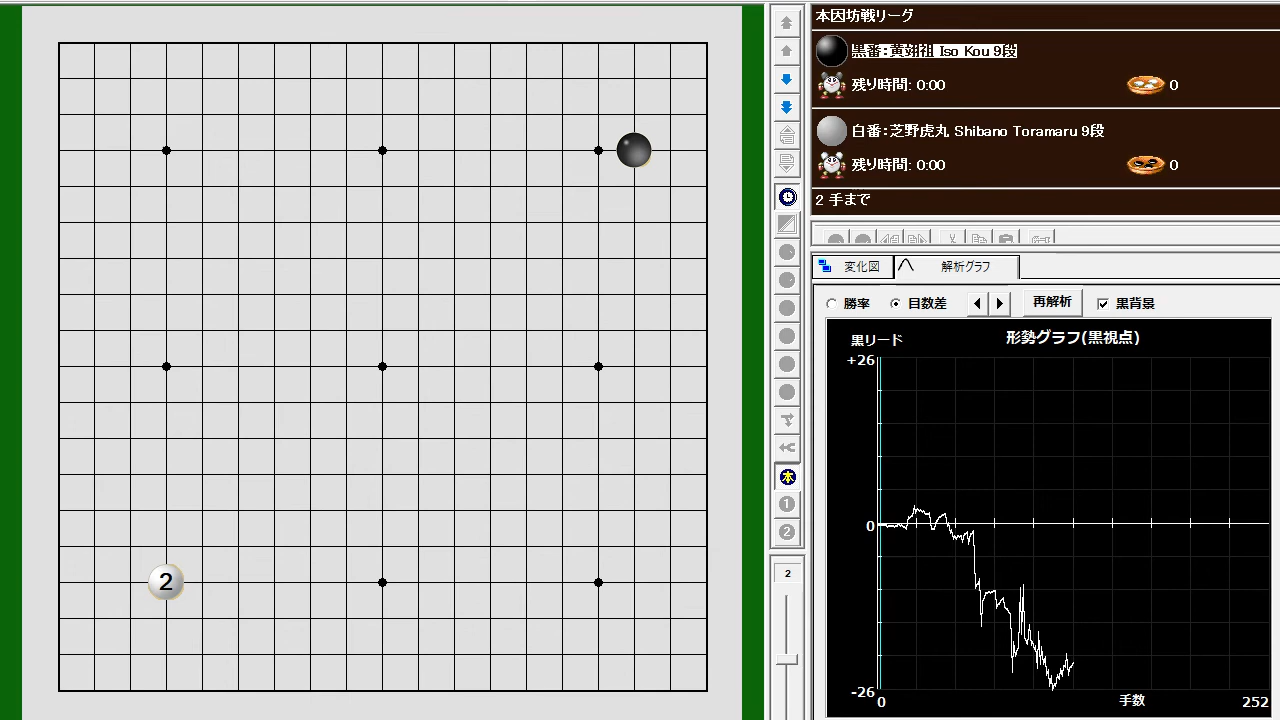 本因坊戦リーグ
黒番:黄翊祖 Iso Kou 9段
残り時間: 0:00
0
白番:芝野虎丸 Shibano Toramaru 9段
残り時間: 0:00
0
2 手まで
変化図
解析グラフ
勝率
目数差
再解析
黒背景
黒リード
形勢グラフ(黒視点)
+26
0
-26
0
手数
252
2
1
2
2